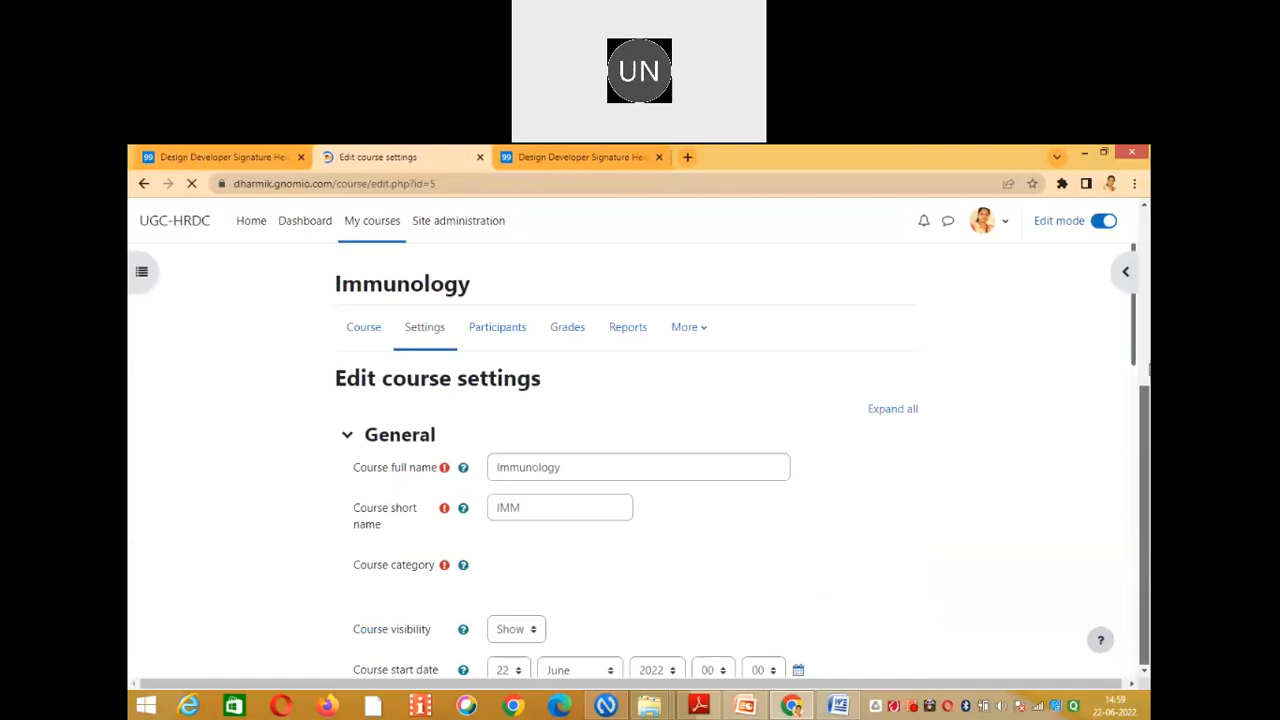 UN
Design Developer Signature He
Edit course settings
Design Developer Signature He
dharmik.gnomio.com/course/edit.php?id=5
UGC-HRDC Home Dashboard My courses Site administration Edit mode
Immunology
Course Settings Participants Grades Reports More
Edit course settings
Expand all
General
Course full name Immunology
Course short name IMM
Course category
Course visibility Show
Course start date 22 June 2022 00 00
14:59
22-06-2022